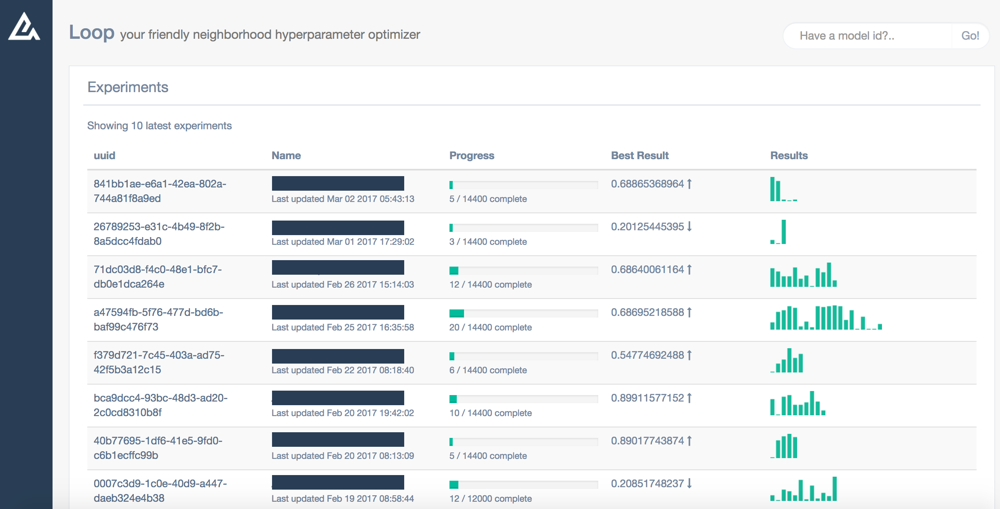 Loop your friendly neighborhood hyperparameter optimizer
Have a model id?.. Go!
Experiments
Showing 10 latest experiments
uuid Name Progress Best Result Results
841bb1ae-e6a1-42ea-802a-
744a81f8a9ed
Last updated Mar 02 2017 05:43:13
5 / 14400 complete
0.68865368964↑
26789253-e31c-4b49-8f2b-
8a5dcc4fdab0
Last updated Mar 01 2017 17:29:02
3 / 14400 complete
0.20125445395↓
71dc03d8-f4c0-48e1-bfc7-
db0e1dca264e
Last updated Feb 26 2017 15:14:03
12 / 14400 complete
0.68640061164↑
a47594fb-5f76-477d-bd6b-
baf99c476f73
Last updated Feb 25 2017 16:35:58
20 / 14400 complete
0.68695218588↑
f379d721-7c45-403a-ad75-
42f5b3a12c15
Last updated Feb 22 2017 08:18:40
6 / 14400 complete
0.54774692488↑
bca9dcc4-93bc-48d3-ad20-
2c0cd8310b8f
Last updated Feb 20 2017 19:42:02
10 / 14400 complete
0.89911577152↑
40b77695-1df6-41e5-9fd0-
c6b1ecffc99b
Last updated Feb 20 2017 08:13:09
5 / 14400 complete
0.89017743874↑
0007c3d9-1c0e-40d9-a447-
daeb324e4b38
Last updated Feb 19 2017 08:58:44
12 / 12000 complete
0.20851748237↓